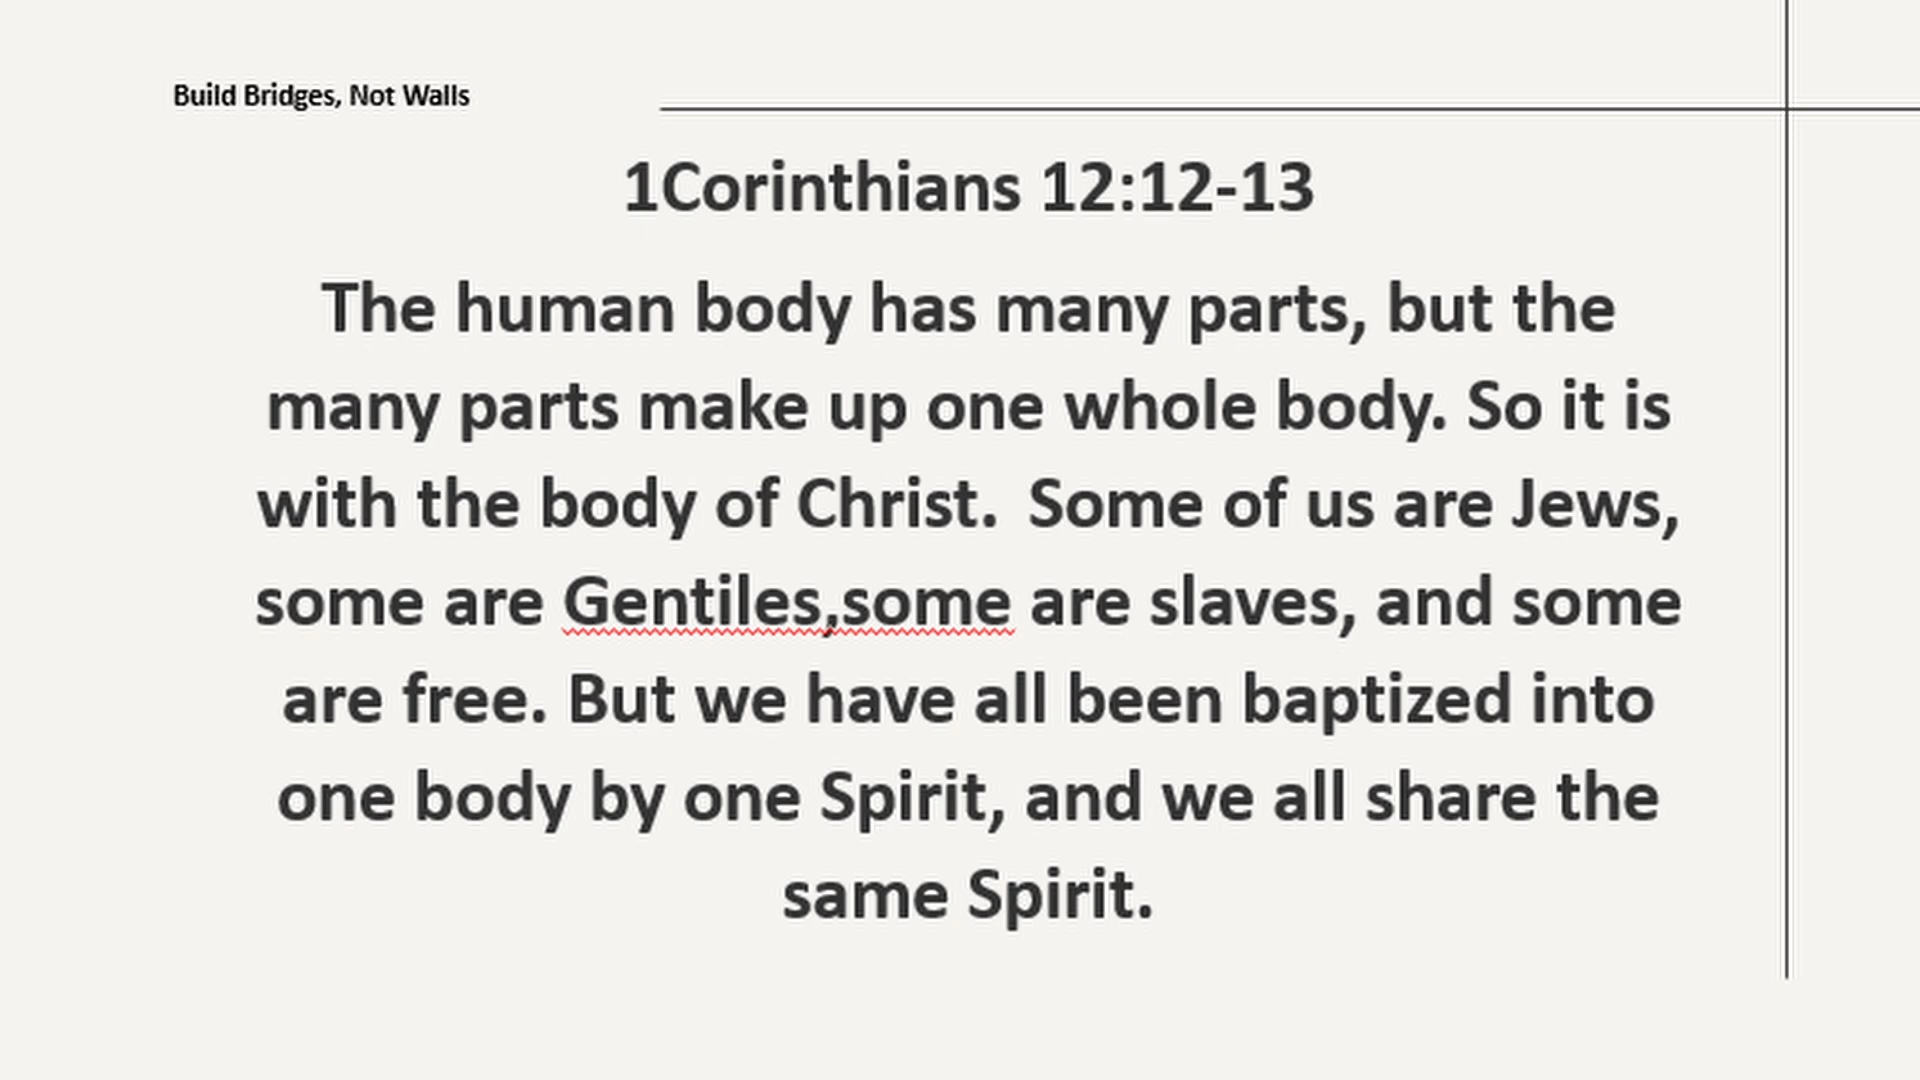 Build Bridges, Not Walls
1Corinthians 12:12-13
The human body has many parts, but the
many parts make up one whole body. So it is
with the body of Christ.  Some of us are Jews,
some are Gentiles,some are slaves, and some
are free. But we have all been baptized into
one body by one Spirit, and we all share the
same Spirit.